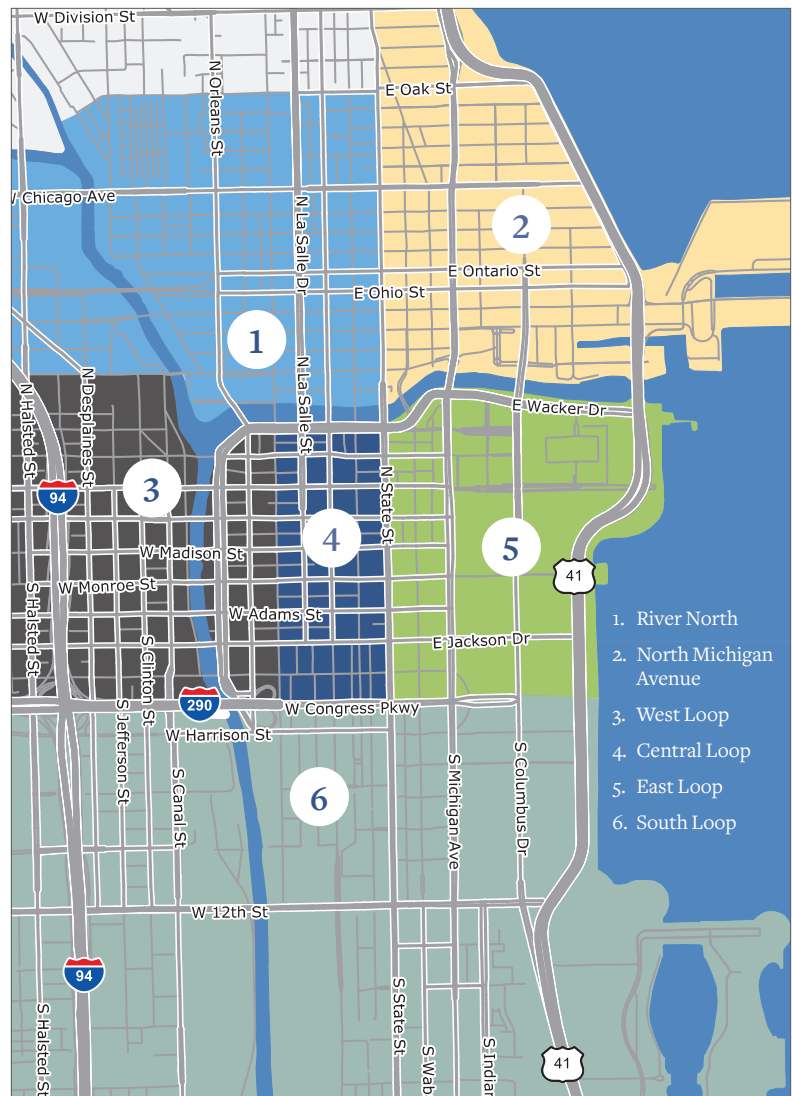 W Division St
N Orleans St
E Oak St
W Chicago Ave
N La Salle Dr
2
E Ontario St
E Ohio St
1
N Halsted St
N Desplaines St
N La Salle St
E Wacker Dr
94
3
N State St
4
5
W Madison St
41
W Monroe St
S Halsted St
W Adams St
E Jackson Dr
S Clinton St
290
W Congress Pkwy
W Harrison St
S Jefferson St
S Canal St
6
S Michigan Ave
S Columbus Dr
1. River North
2. North Michigan
Avenue
3. West Loop
4. Central Loop
5. East Loop
6. South Loop
W 12th St
94
S Halsted St
S State St
S Wab
S Indian
41